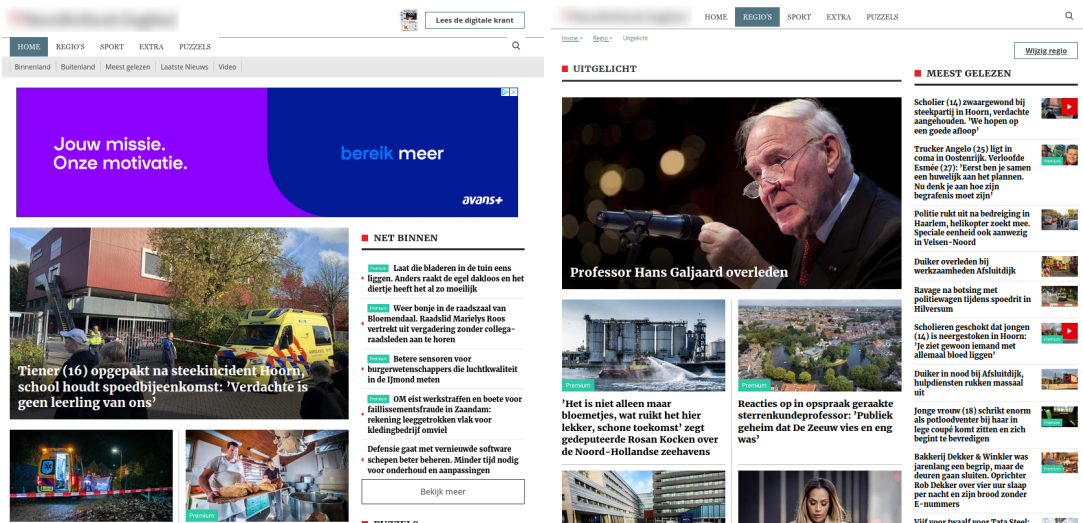 Lees de digitale krant
HOME REGIO'S SPORT EXTRA PUZZELS
Binnenland Buitenland Meest gelezen Laatste Nieuws Video
Jouw missie.
Onze motivatie.
bereik meer
avans+
Tiener (16) opgepakt na steekincident Hoorn,
school houdt spoedbijeenkomst: 'Verdachte is
geen leerling van ons'
Premium
NET BINNEN
Premium Laat die bladeren in de tuin eens
liggen. Anders raakt de egel dakloos en het
diertje heeft het al zo moeilijk
Premium Weer bonje in de raadszaal van
Bloemendaal. Raadslid Marielys Roos
vertrekt uit vergadering zonder collega-
raadsleden aan te horen
Premium Betere sensoren voor
burgerwetenschappers die luchtkwaliteit
in de IJmond meten
Premium OM eist werkstraffen en boete voor
faillissementsfraude in Zaandam:
rekening leeggetrokken vlak voor
kledingbedrijf omviel
Defensie gaat met vernieuwde software
schepen beter beheren. Minder tijd nodig
voor onderhoud en aanpassingen
Bekijk meer
PUZZELS
HOME REGIO'S SPORT EXTRA PUZZELS
Home > Regio > Uitgelicht
Wijzig regio
UITGELICHT
Professor Hans Galjaard overleden
Premium
'Het is niet alleen maar
bloemetjes, wat ruikt het hier
lekker, schone toekomst' zegt
gedeputeerde Rosan Kocken over
de Noord-Hollandse zeehavens
Premium
Reacties op in opspraak geraakte
sterrenkundeprofessor: 'Publiek
geheim dat De Zeeuw vies en eng
was'
MEEST GELEZEN
Scholier (14) zwaargewond bij
steekpartij in Hoorn, verdachte
aangehouden. 'We hopen op
een goede afloop'
Trucker Angelo (25) ligt in
coma in Oostenrijk. Verloofde
Esmée (27): 'Eerst ben je samen
een huwelijk aan het plannen.
Nu denk je aan hoe zijn
begrafenis moet zijn'
Premium
Politie rukt uit na bedreiging in
Haarlem, helikopter zoekt mee.
Speciale eenheid ook aanwezig
in Velsen-Noord
Duiker overleden bij
werkzaamheden Afsluitdijk
Ravage na botsing met
politiewagen tijdens spoedrit in
Hilversum
Scholieren geschokt dat jongen
(14) is neergestoken in Hoorn:
'Je ziet gewoon iemand met
allemaal bloed liggen'
Duiker in nood bij Afsluitdijk,
hulpdiensten rukken massaal
uit
Jonge vrouw (18) schrikt enorm
als potloodventer bij haar in
lege coupé komt zitten en zich
begint te bevredigen
Premium
Bakkerij Dekker & Winkler was
jarenlang een begrip, maar de
deuren gaan sluiten. Oprichter
Rob Dekker over vier uur slaap
per nacht en zijn brood zonder
E-nummers
Premium
Vijf voor twaalf voor Tata Steel: